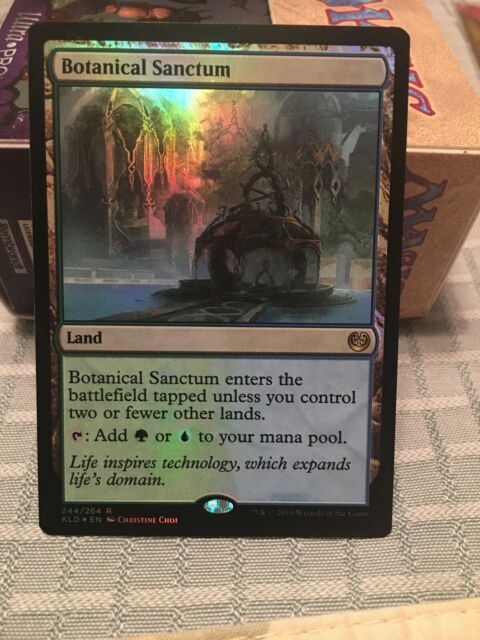 Botanical Sanctum
Land
Botanical Sanctum enters the
battlefield tapped unless you control
two or fewer other lands.
: Add or to your mana pool.
Life inspires technology, which expands
life's domain.
244/264 R
KLD ★ EN Christine Choi
™ & © 2016 Wizards of the Coast